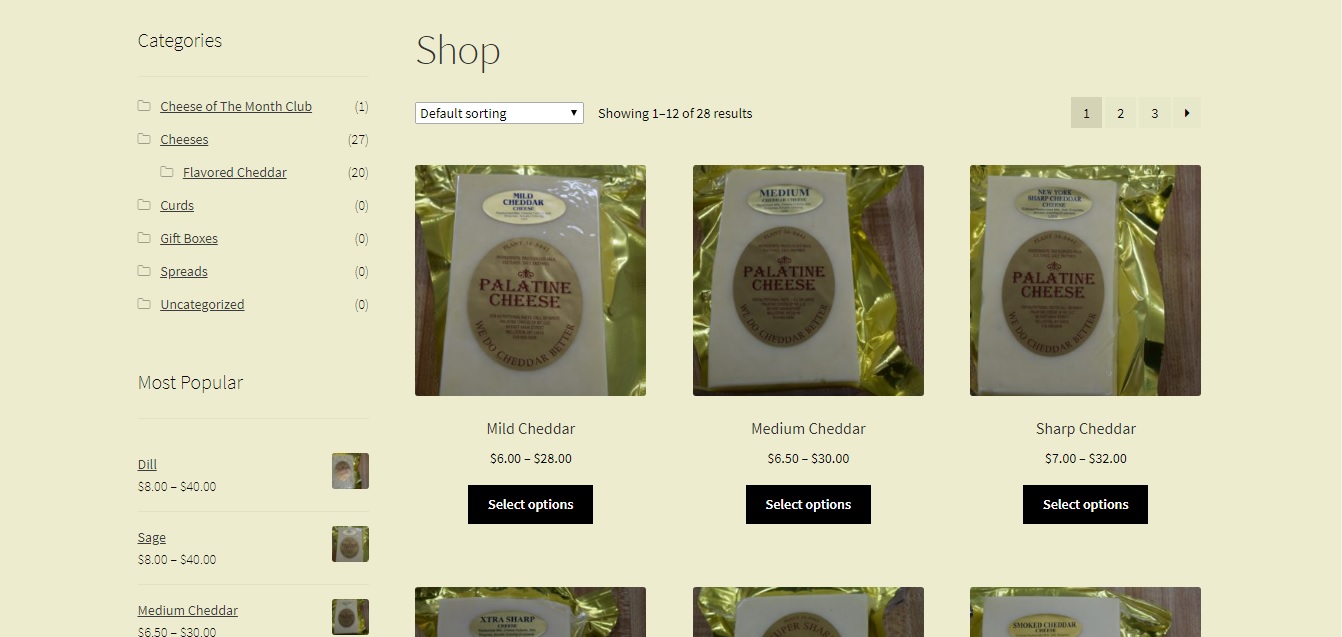 Categories
Cheese of The Month Club (1)
Cheeses (27)
Flavored Cheddar (20)
Curds (0)
Gift Boxes (0)
Spreads (0)
Uncategorized (0)
Most Popular
Dill
$8.00 – $40.00
Sage
$8.00 – $40.00
Medium Cheddar
$6.50 – $30.00
Shop
Default sorting
Showing 1–12 of 28 results
1 2 3
MILD
CHEDDAR
CHEESE
PALATINE
CHEESE
WE DO CHEDDAR BETTER
Mild Cheddar
$6.00 – $28.00
Select options
MEDIUM
CHEDDAR CHEESE
PALATINE
CHEESE
WE DO CHEDDAR BETTER
Medium Cheddar
$6.50 – $30.00
Select options
NEW YORK
SHARP CHEDDAR
CHEESE
PALATINE
CHEESE
WE DO CHEDDAR BETTER
Sharp Cheddar
$7.00 – $32.00
Select options
XTRA SHARP
CHEESE
SUPER SHARP
SMOKED CHEDDAR
CHEESE